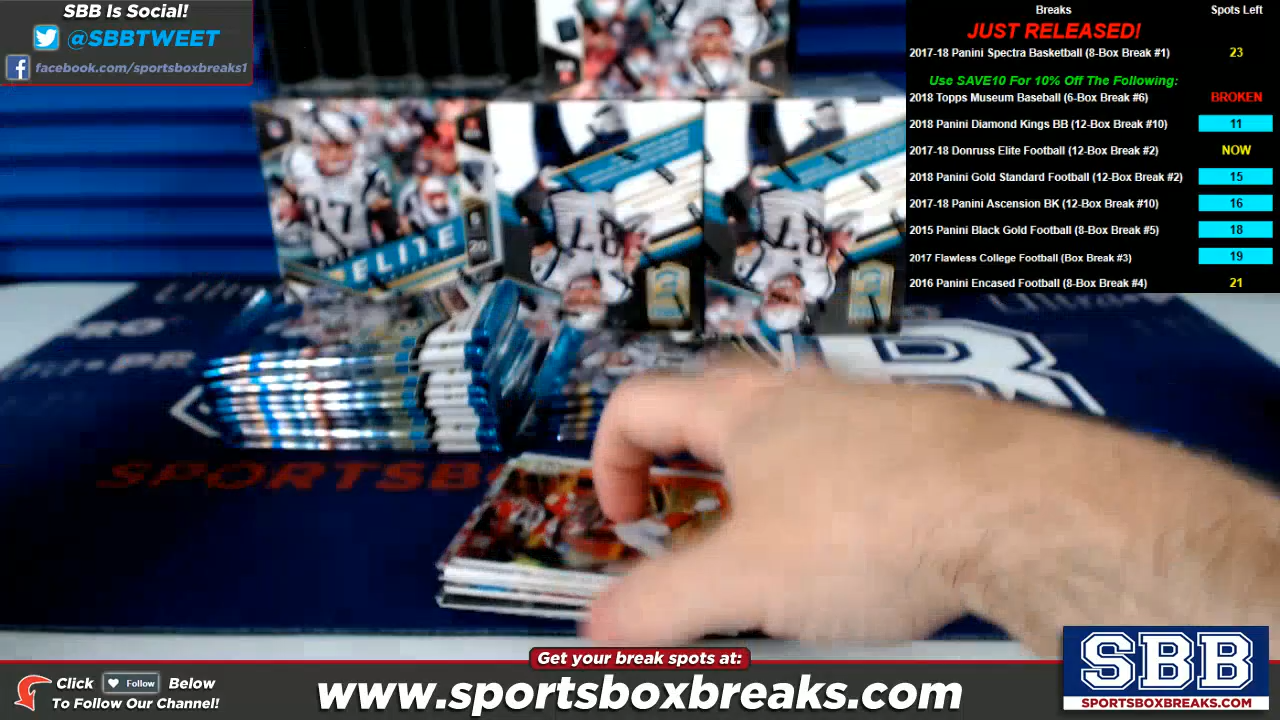 SBB Is Social!
@SBBTWEET
facebook.com/sportsboxbreaks1
Breaks Spots Left
JUST RELEASED!
2017-18 Panini Spectra Basketball (8-Box Break #1) 23
Use SAVE10 For 10% Off The Following:
2018 Topps Museum Baseball (6-Box Break #6) BROKEN
2018 Panini Diamond Kings BB (12-Box Break #10) 11
2017-18 Donruss Elite Football (12-Box Break #2) NOW
2018 Panini Gold Standard Football (12-Box Break #2) 15
2017-18 Panini Ascension BK (12-Box Break #10) 16
2015 Panini Black Gold Football (8-Box Break #5) 18
2017 Flawless College Football (Box Break #3) 19
2016 Panini Encased Football (8-Box Break #4) 21
87
ELITE
20
87
87
SPORTSB
Get your break spots at:
www.sportsboxbreaks.com
Click Follow Below
To Follow Our Channel!
SBB
SPORTSBOXBREAKS.COM